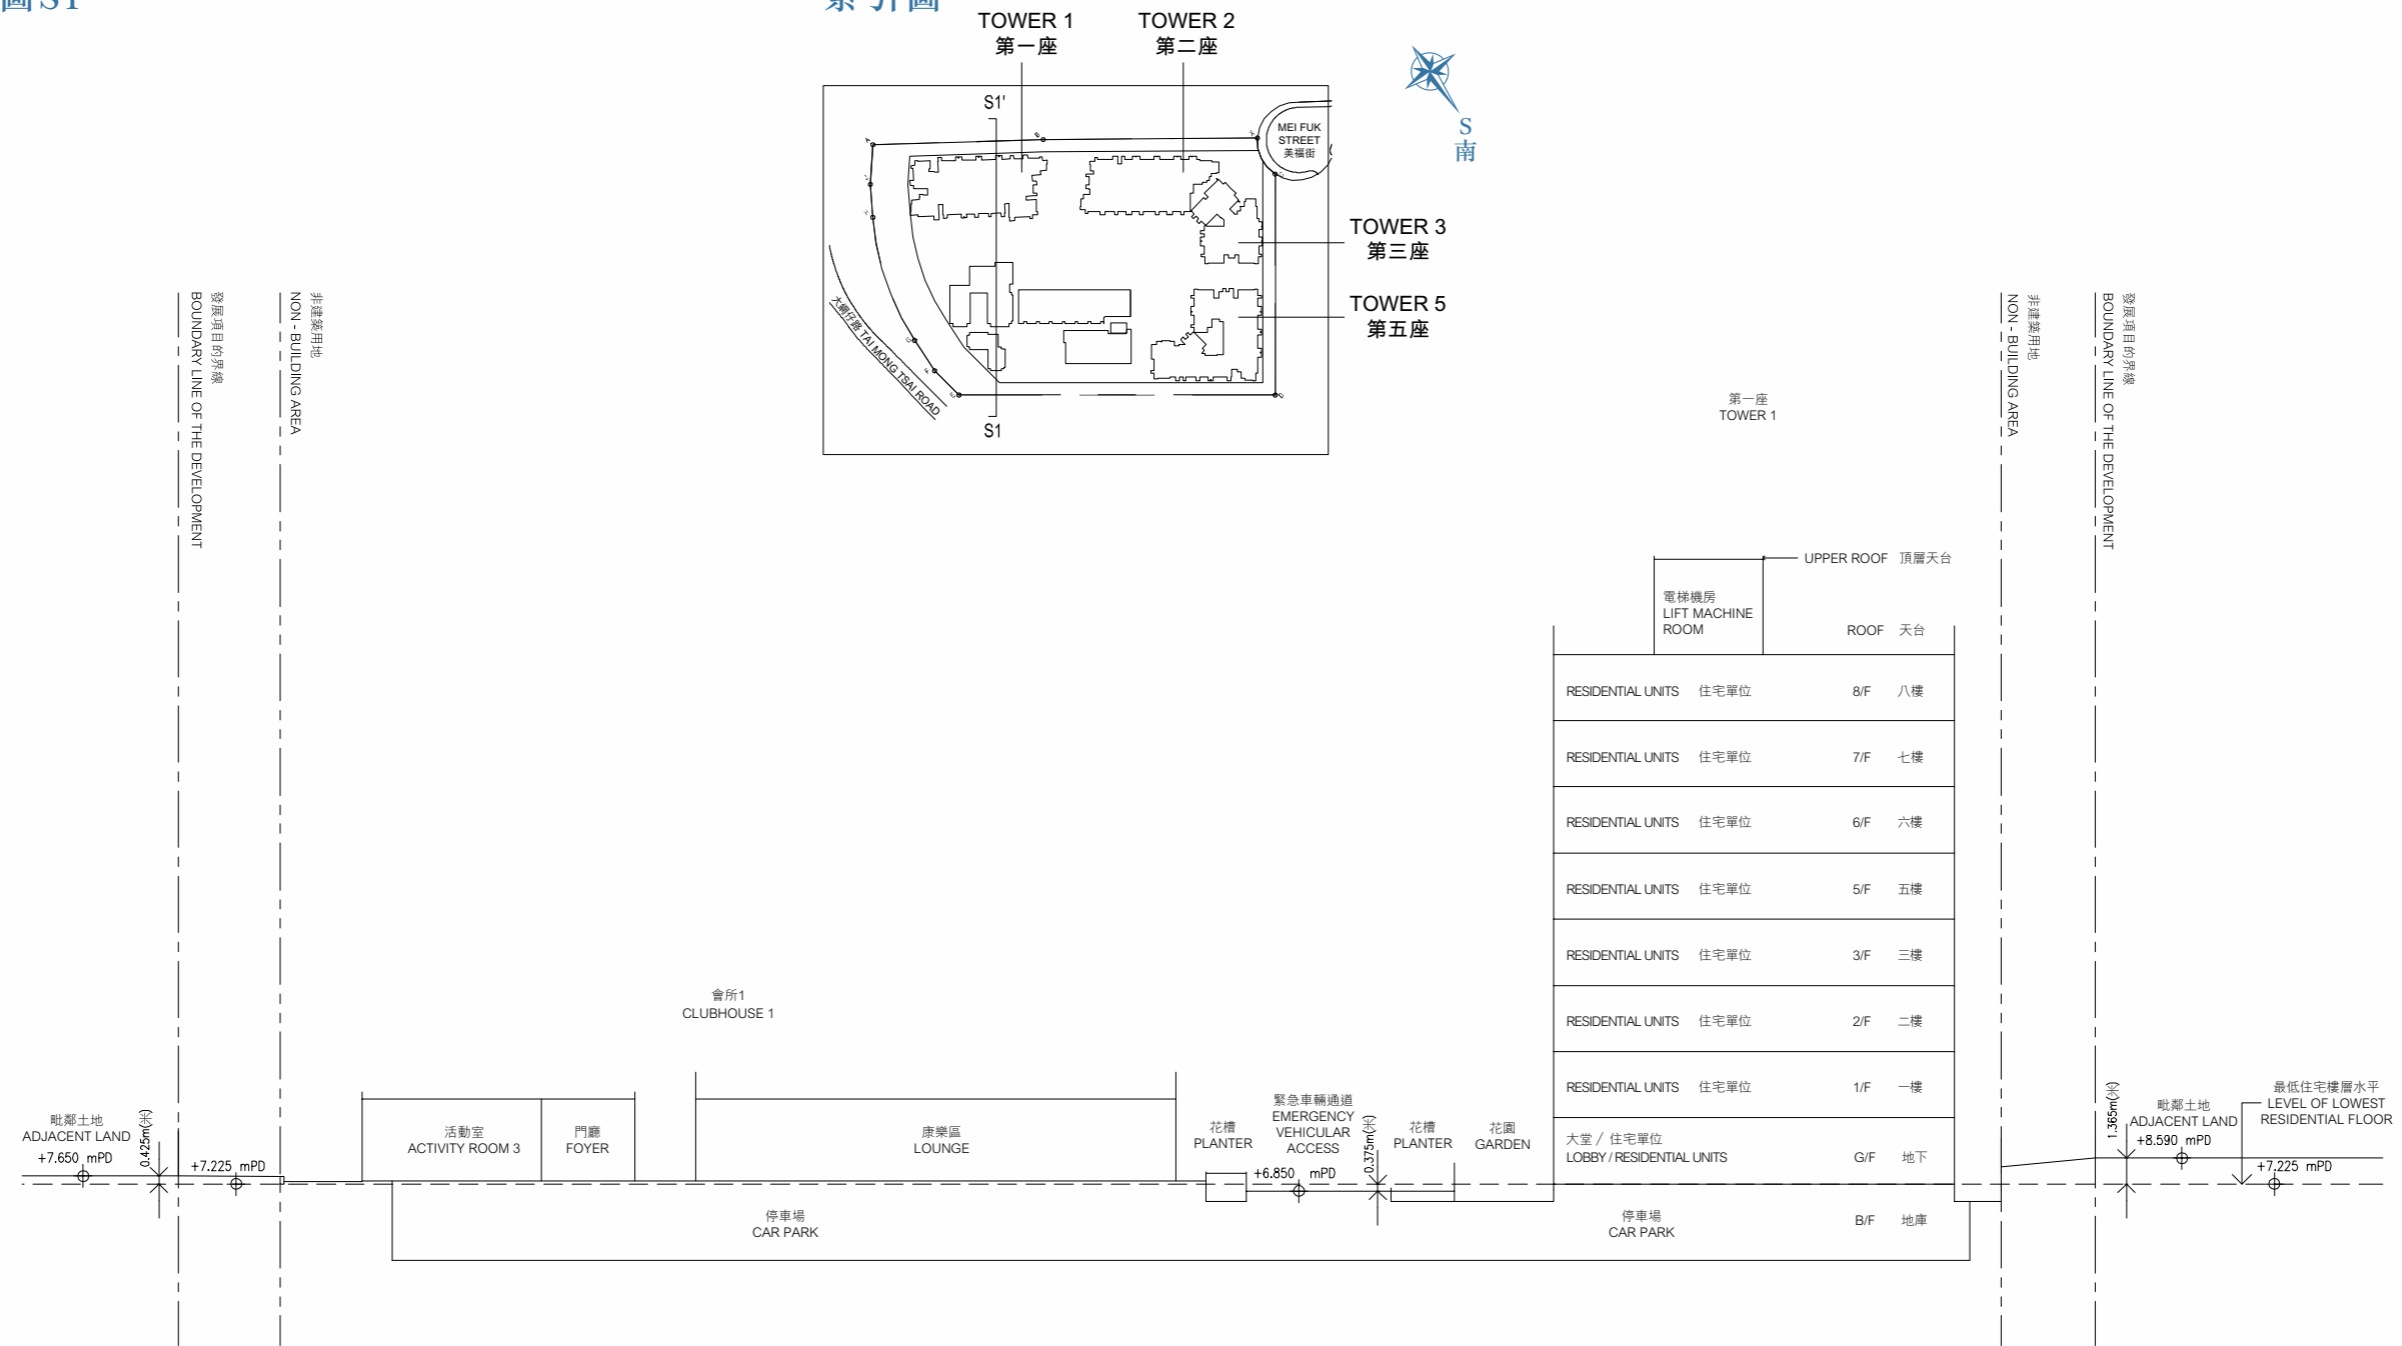 圖S1
索引圖
TOWER 1
第一座
TOWER 2
第二座
S1'
MEI FUK
STREET
美福街
S
南
TOWER 3
第三座
TOWER 5
第五座
大網仔路 TAI MONG TSAI ROAD
S1
發展項目的界線
BOUNDARY LINE OF THE DEVELOPMENT
非建築用地
NON - BUILDING AREA
第一座
TOWER 1
非建築用地
NON - BUILDING AREA
發展項目的界線
BOUNDARY LINE OF THE DEVELOPMENT
UPPER ROOF 頂層天台
電梯機房
LIFT MACHINE
ROOM
ROOF 天台
RESIDENTIAL UNITS 住宅單位 8/F 八樓
RESIDENTIAL UNITS 住宅單位 7/F 七樓
RESIDENTIAL UNITS 住宅單位 6/F 六樓
RESIDENTIAL UNITS 住宅單位 5/F 五樓
RESIDENTIAL UNITS 住宅單位 3/F 三樓
RESIDENTIAL UNITS 住宅單位 2/F 二樓
RESIDENTIAL UNITS 住宅單位 1/F 一樓
大堂 / 住宅單位
LOBBY / RESIDENTIAL UNITS G/F 地下
會所1
CLUBHOUSE 1
毗鄰土地
ADJACENT LAND
+7.650 mPD
0.425m(米)
+7.225 mPD
活動室
ACTIVITY ROOM 3
門廳
FOYER
康樂區
LOUNGE
花槽
PLANTER
緊急車輛通道
EMERGENCY
VEHICULAR
ACCESS
+6.850 mPD
0.375m(米)
花槽
PLANTER
花園
GARDEN
1.365m(米)
毗鄰土地
ADJACENT LAND
+8.590 mPD
最低住宅樓層水平
LEVEL OF LOWEST
RESIDENTIAL FLOOR
+7.225 mPD
停車場
CAR PARK
停車場
CAR PARK
B/F 地庫